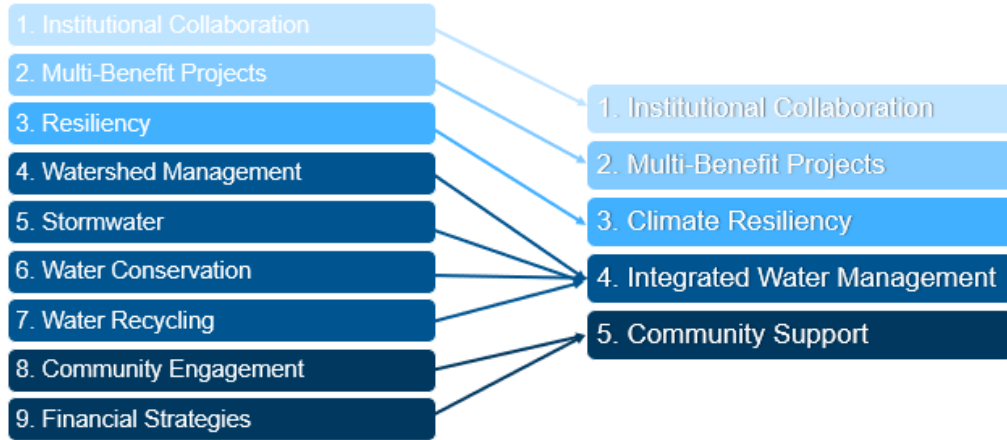 1. Institutional Collaboration
2. Multi-Benefit Projects
3. Resiliency
4. Watershed Management
5. Stormwater
6. Water Conservation
7. Water Recycling
8. Community Engagement
9. Financial Strategies
1. Institutional Collaboration
2. Multi-Benefit Projects
3. Climate Resiliency
4. Integrated Water Management
5. Community Support